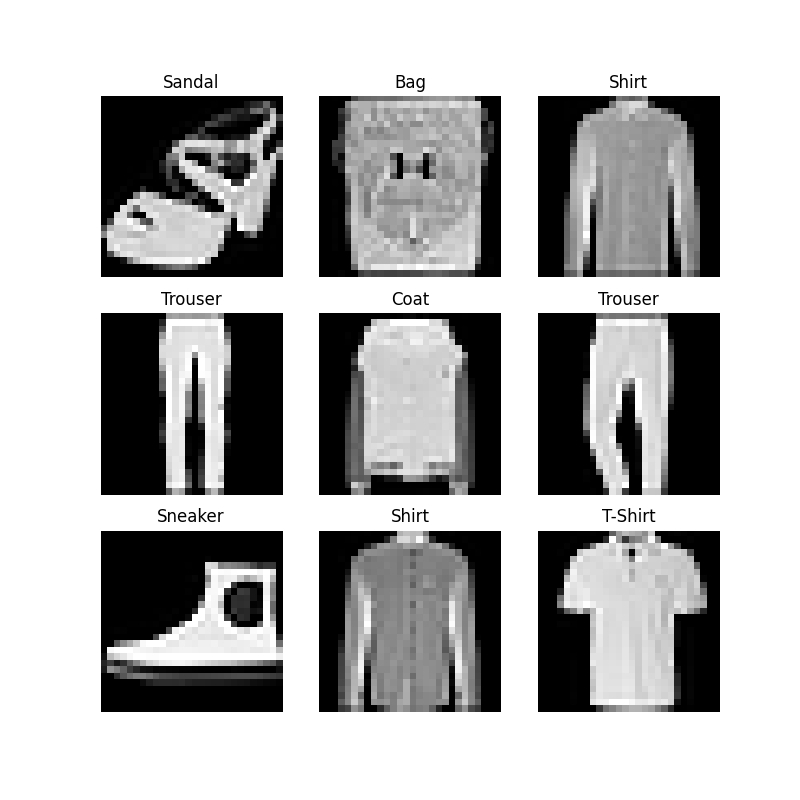 Sandal
Bag
Shirt
Trouser
Coat
Trouser
Sneaker
Shirt
T-Shirt